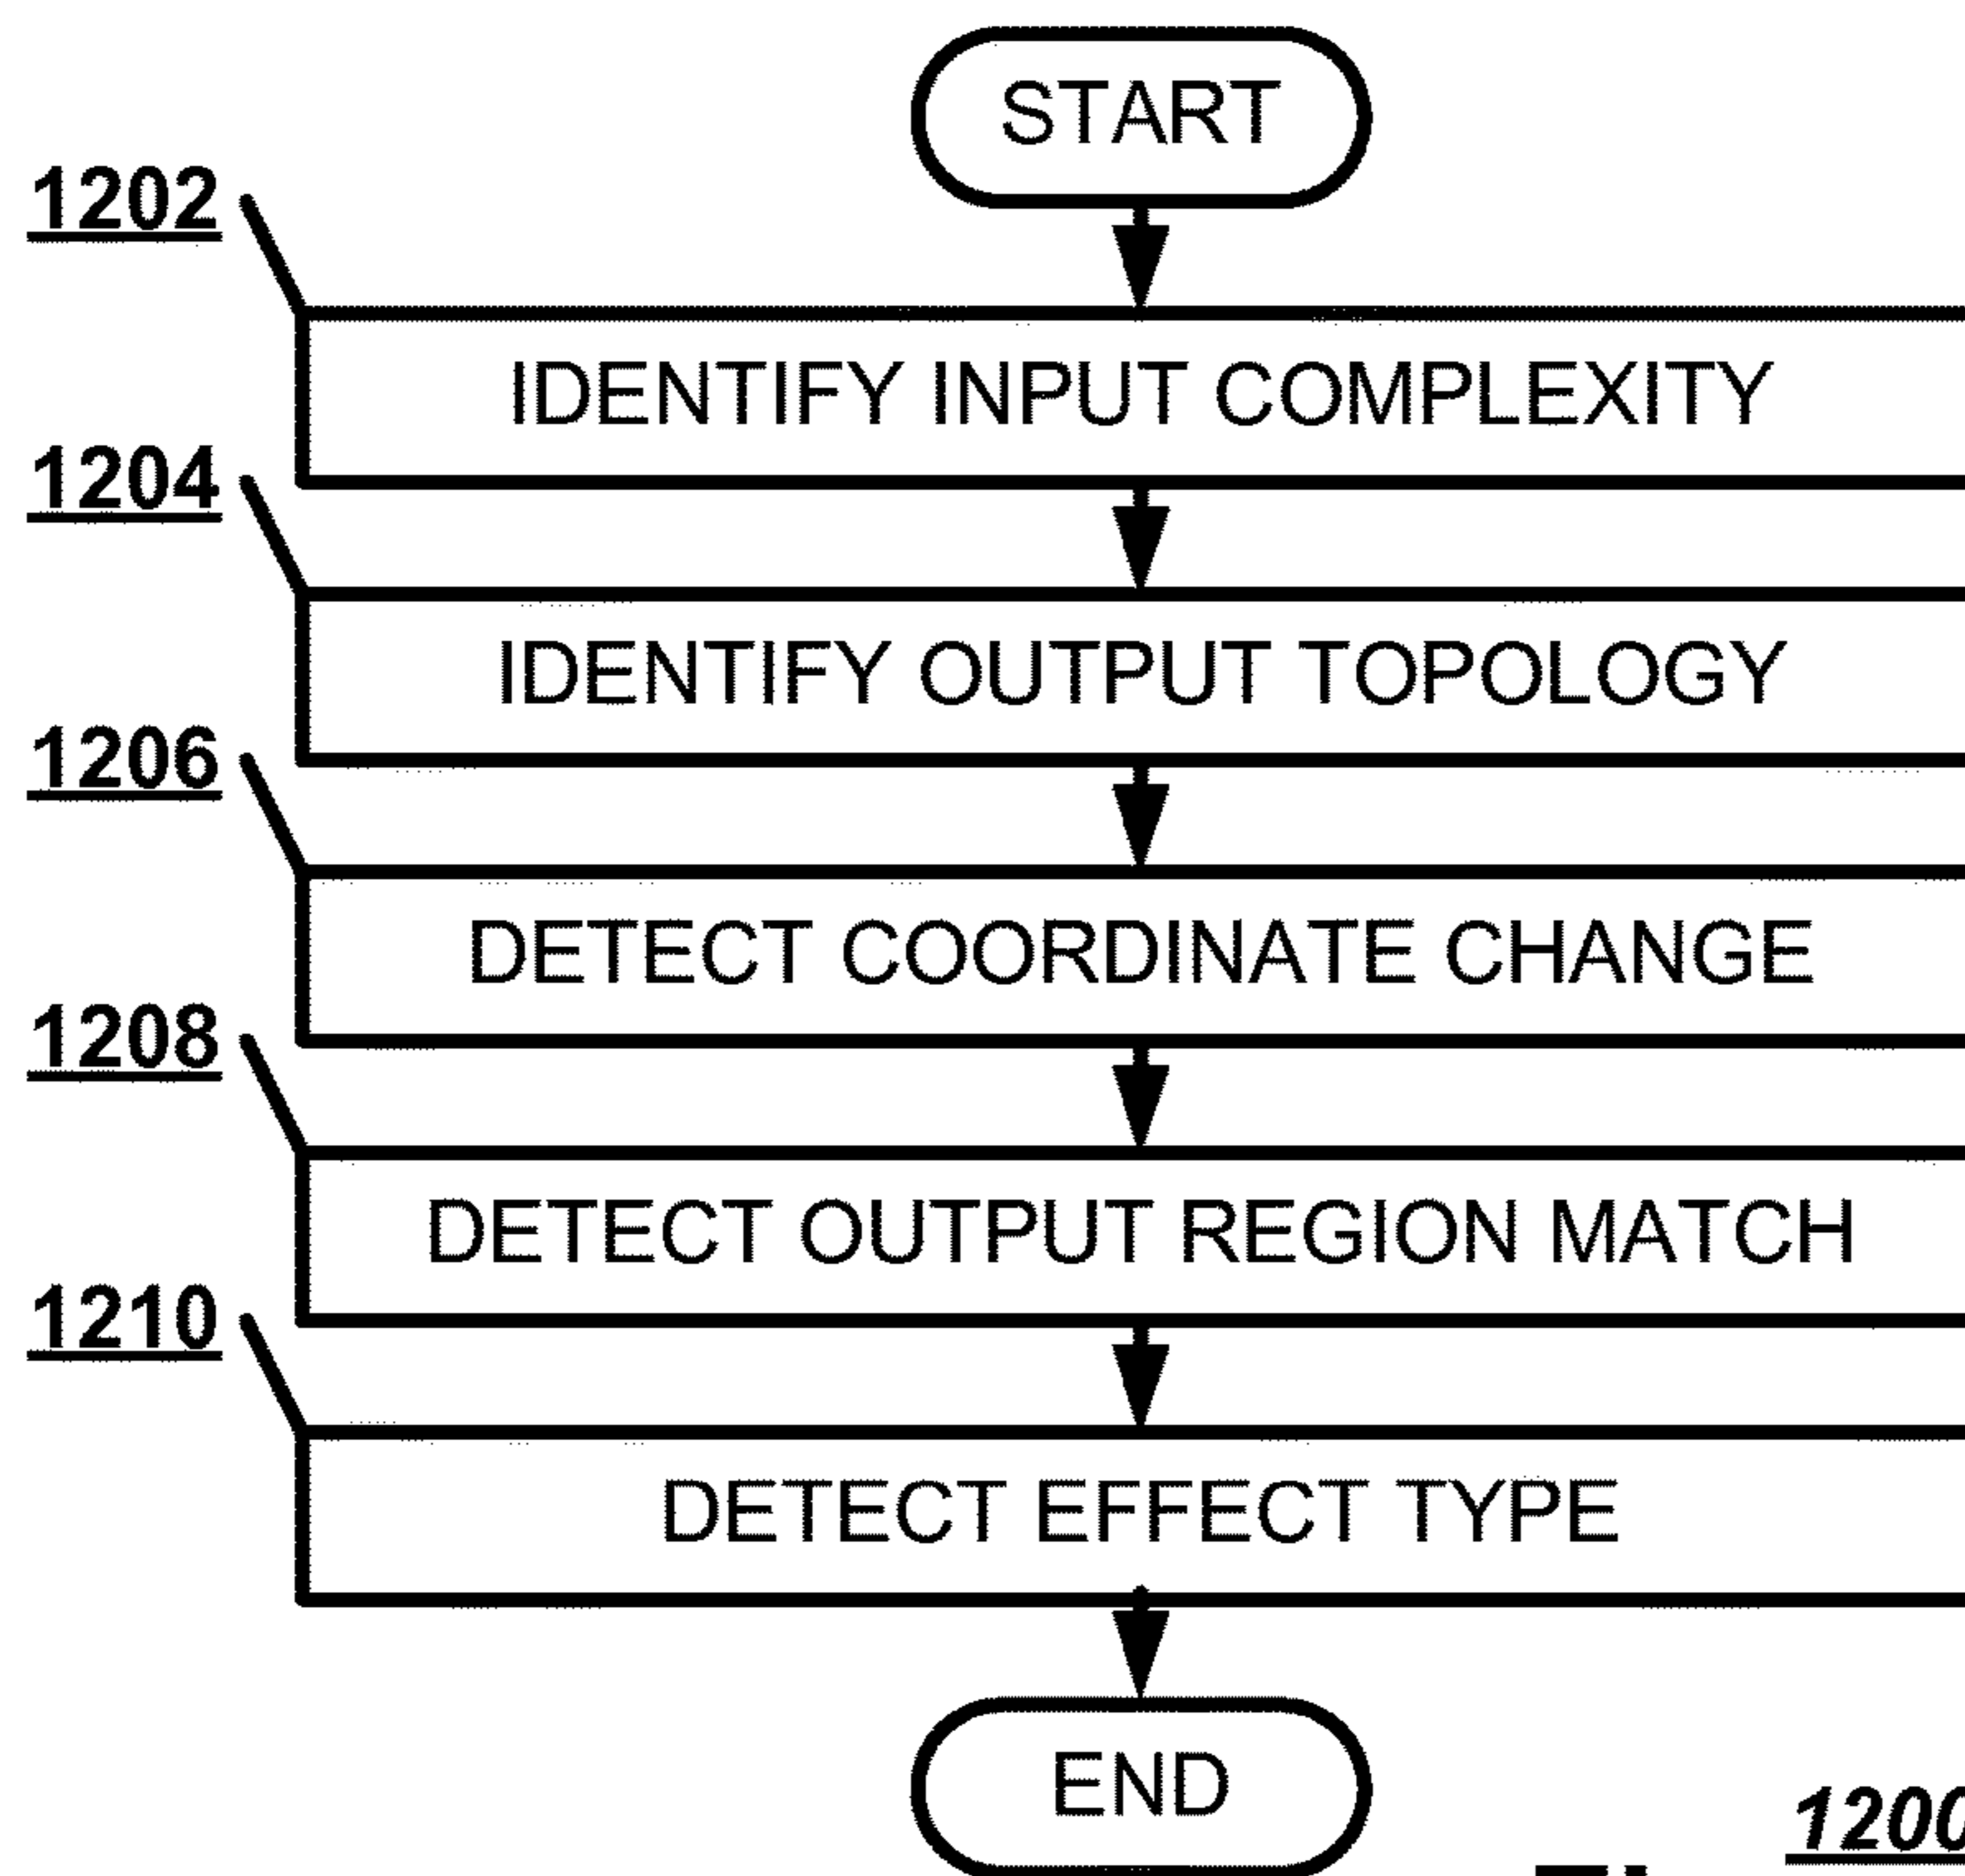 START
1202
IDENTIFY INPUT COMPLEXITY
1204
IDENTIFY OUTPUT TOPOLOGY
1206
DETECT COORDINATE CHANGE
1208
DETECT OUTPUT REGION MATCH
1210
DETECT EFFECT TYPE
END
1200